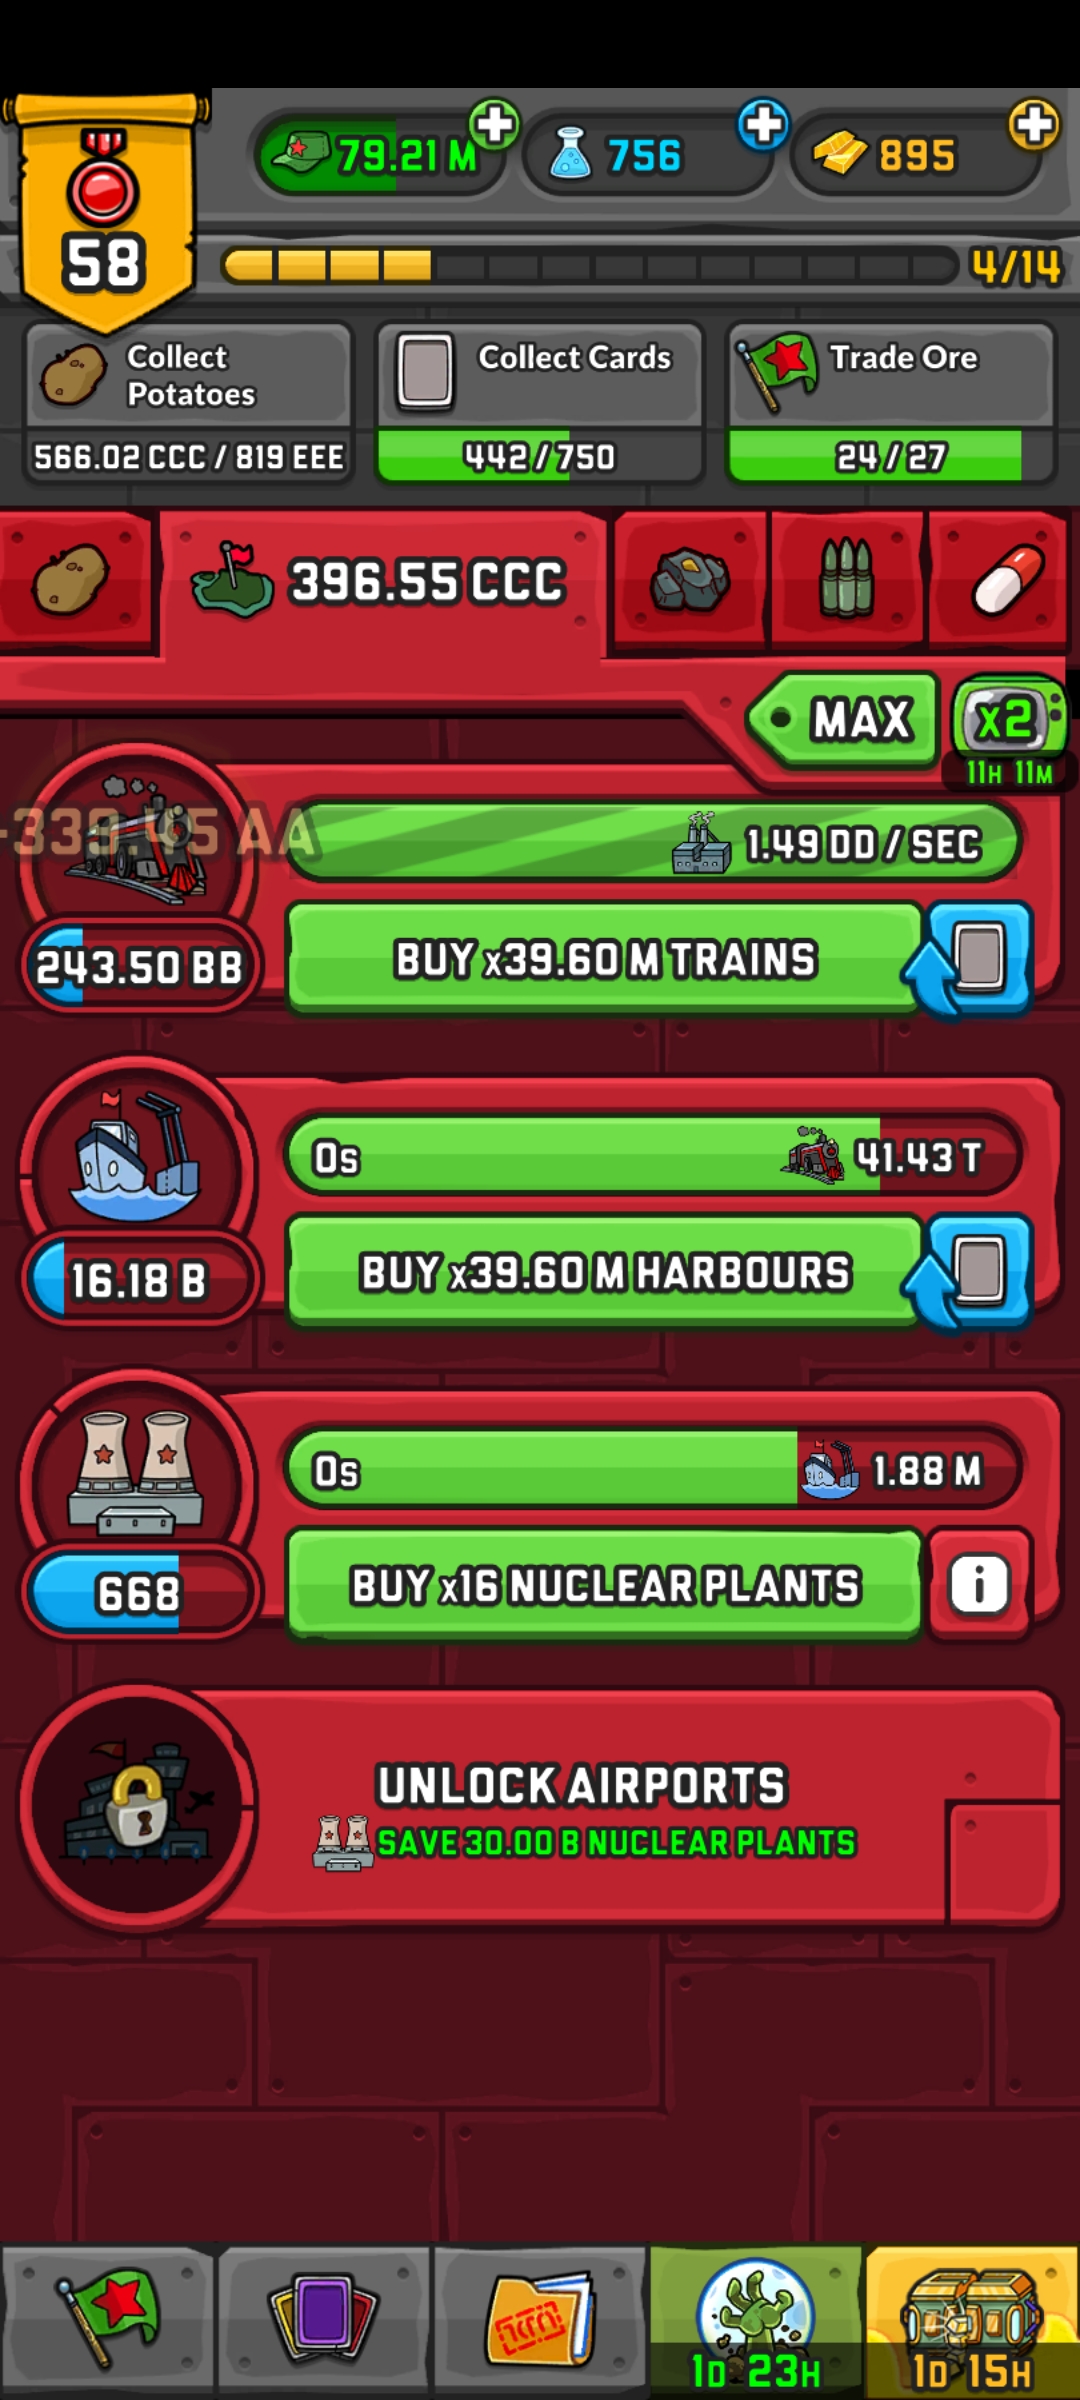 58
79.21 M
756
895
4/14
Collect
Potatoes
566.02 CCC / 819 EEE
Collect Cards
442/750
Trade Ore
24/27
396.55 CCC
MAX
x2
11H 11M
-339.45 AA
1.49 DD / SEC
243.50 BB
BUY x39.60 M TRAINS
0s
41.43 T
16.18 B
BUY x39.60 M HARBOURS
0s
1.88 M
668
BUY x16 NUCLEAR PLANTS
i
UNLOCK AIRPORTS
SAVE 30.00 B NUCLEAR PLANTS
1D 23H
1D 15H